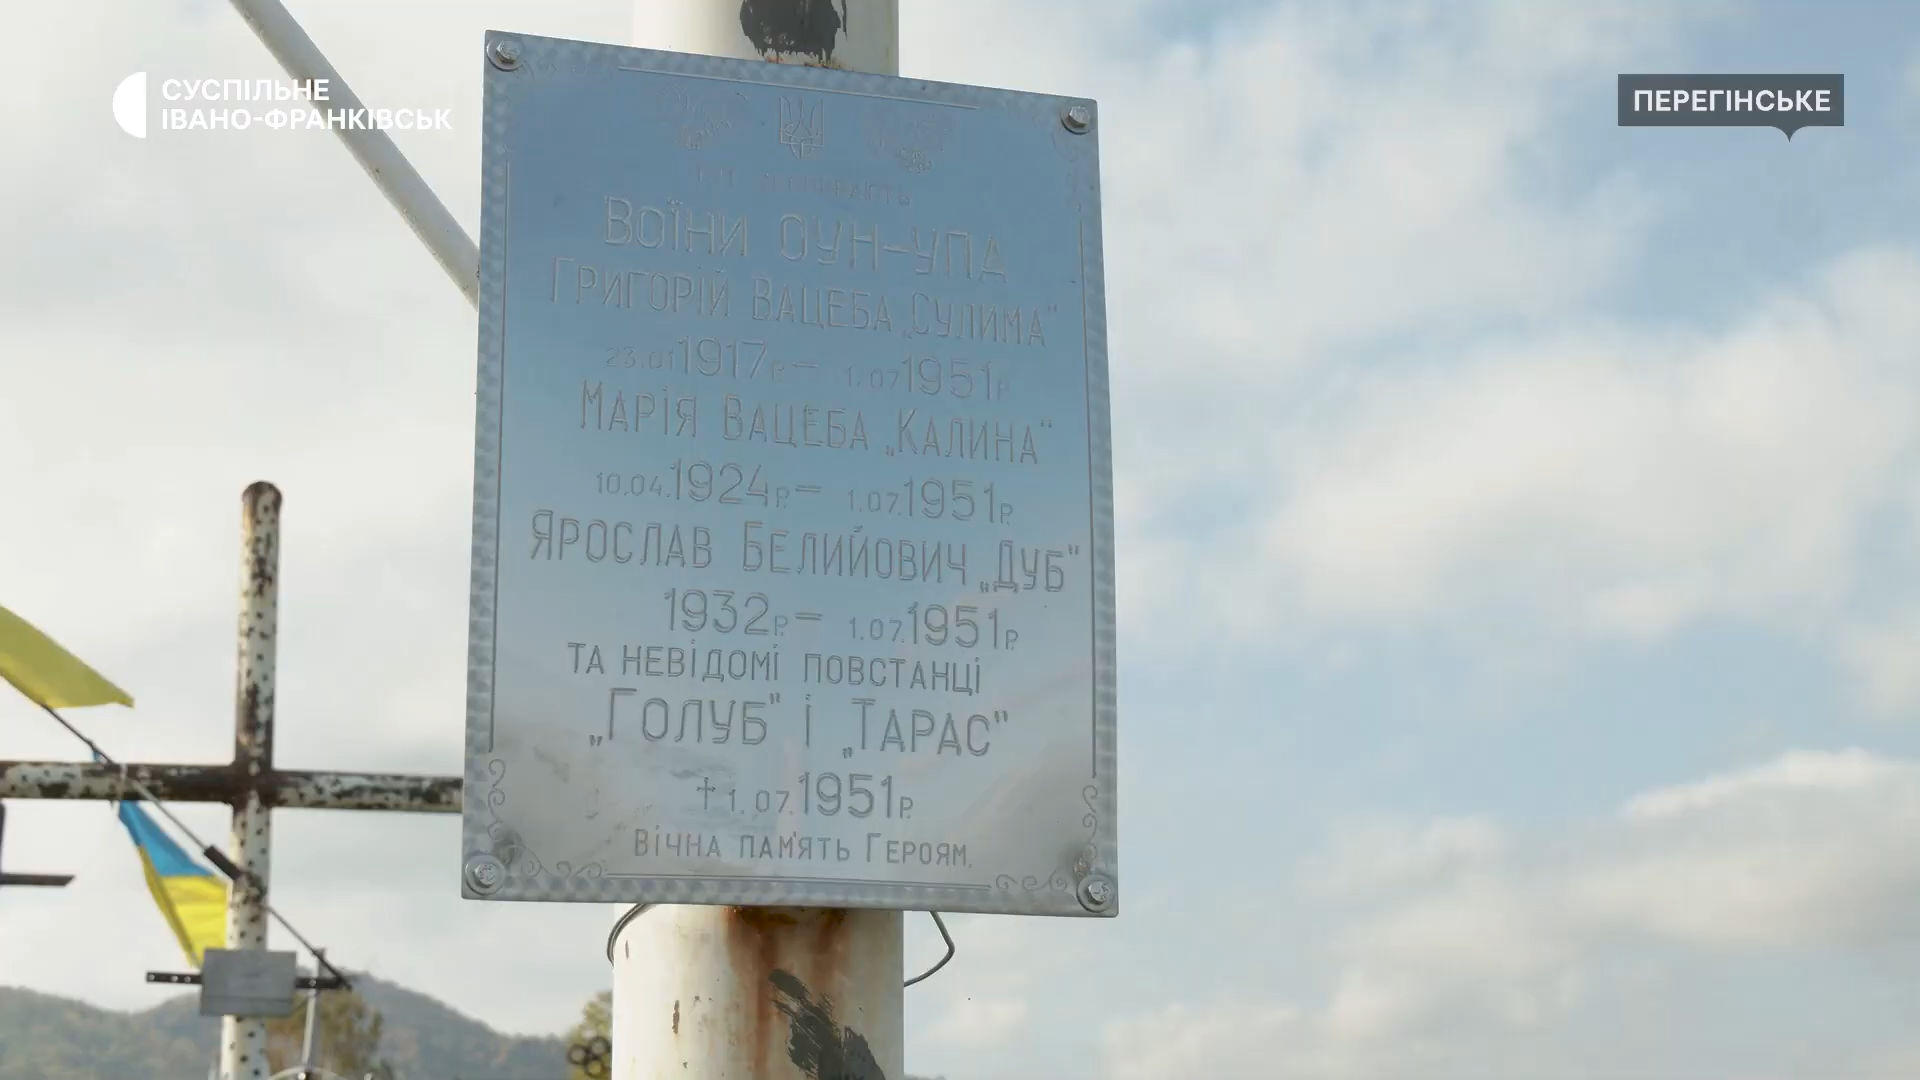 СУСПІЛЬНЕ
ІВАНО-ФРАНКІВСЬК
ПЕРЕГІНСЬКЕ
ВОЇНИ ОУН-УПА
ГРИГОРІЙ ВАЦЕБА „СУЛИМА"
23.01 1917р. – 1.07 1951р.
МАРІЯ ВАЦЕБА „КАЛИНА"
10.04.1924р. – 1.07.1951р.
ЯРОСЛАВ БЕЛИЙОВИЧ „ДУБ"
1932р. – 1.07.1951р.
ТА НЕВІДОМІ ПОВСТАНЦІ
„ГОЛУБ" і „ТАРАС"
† 1.07.1951р.
ВІЧНА ПАМ'ЯТЬ ГЕРОЯМ.